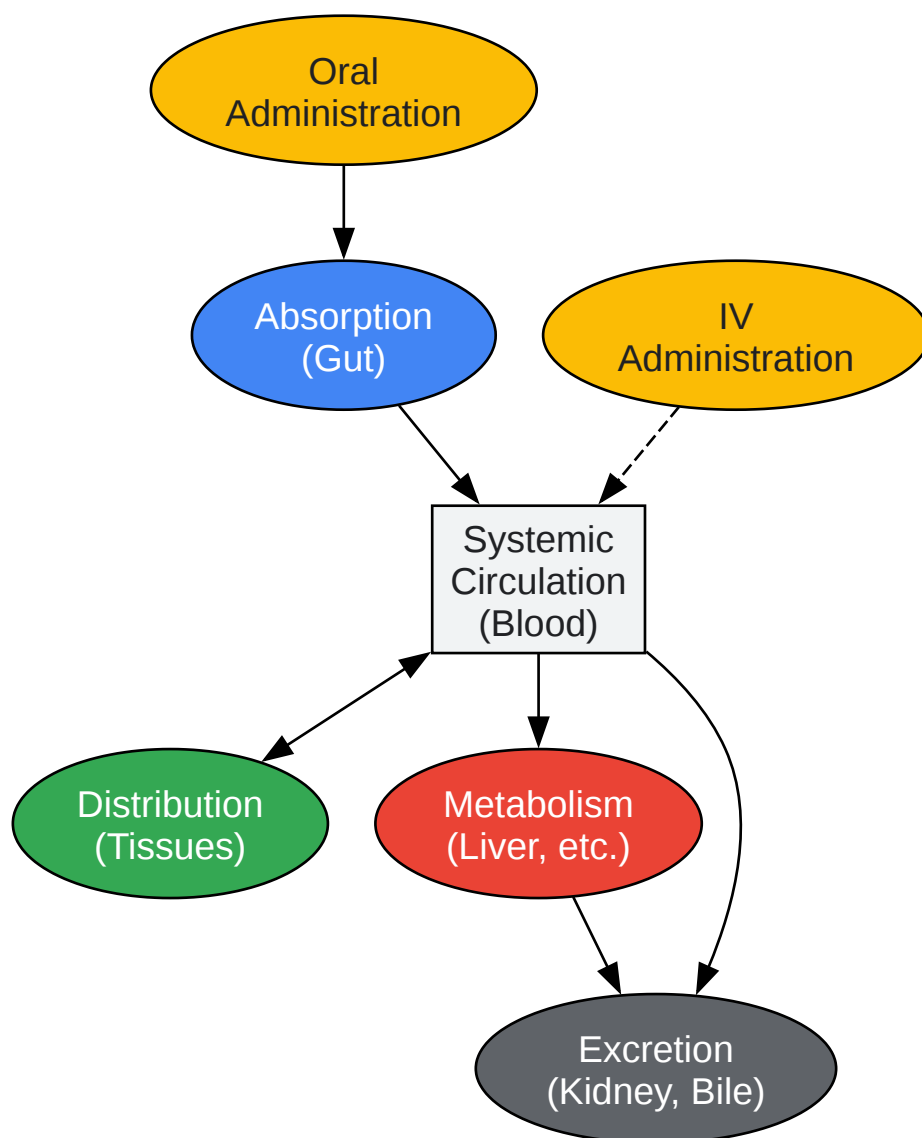 Oral
Administration
Absorption
(Gut)
IV
Administration
Systemic
Circulation
(Blood)
Distribution
(Tissues)
Metabolism
(Liver, etc.)
Excretion
(Kidney, Bile)